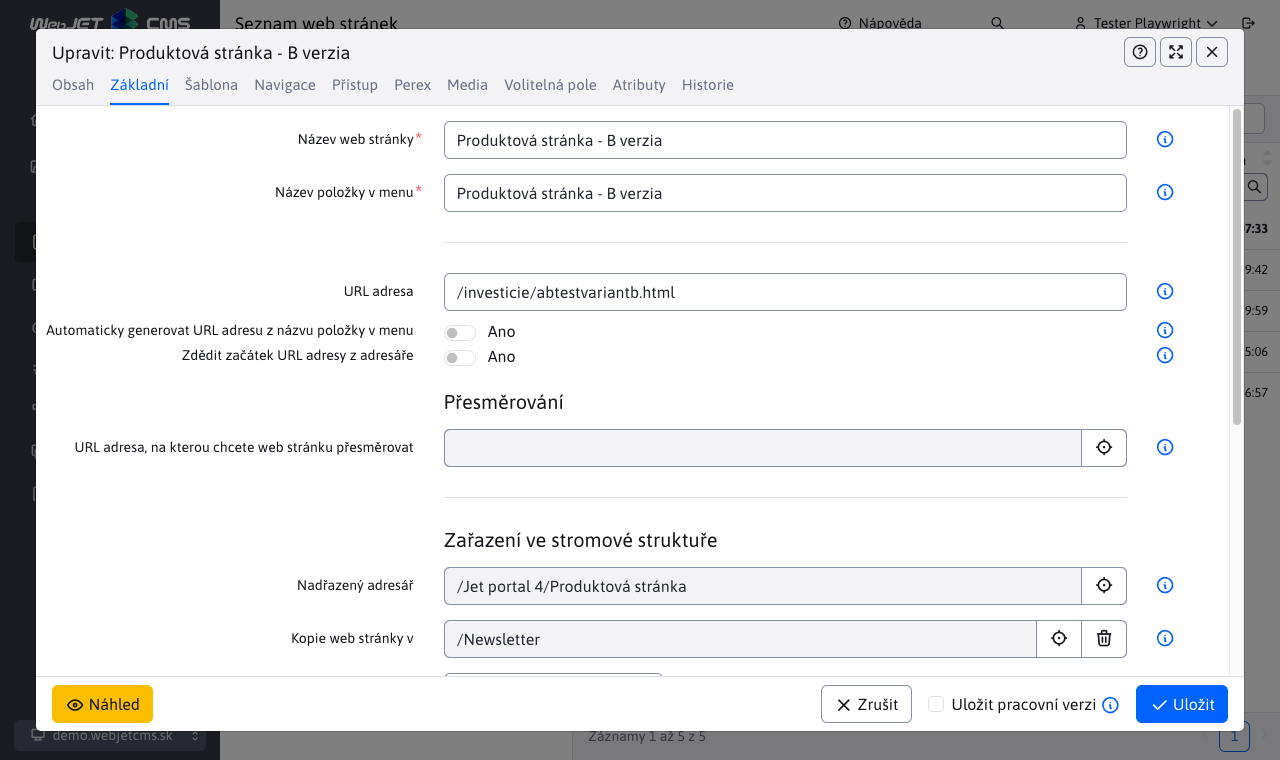 WebJET CMS
Seznam web stránek
Nápověda
Tester Playwright
Upravit: Produktová stránka - B verzia
Obsah Základní Šablona Navigace Přístup Perex Media Volitelná pole Atributy Historie
Název web stránky*
Produktová stránka - B verzia
Název položky v menu*
Produktová stránka - B verzia
URL adresa
/investicie/abtestvariantb.html
Automaticky generovat URL adresu z názvu položky v menu
Ano
Zdědit začátek URL adresy z adresáře
Ano
Přesměrování
URL adresa, na kterou chcete web stránku přesměrovat
Zařazení ve stromové struktuře
Nadřazený adresář
/Jet portal 4/Produktová stránka
Kopie web stránky v
/Newsletter
7:33
9:42
9:59
5:06
6:57
Náhled
Zrušit
Uložit pracovní verzi
Uložit
demo.webjetcms.sk
Záznamy 1 až 5 z 5
1